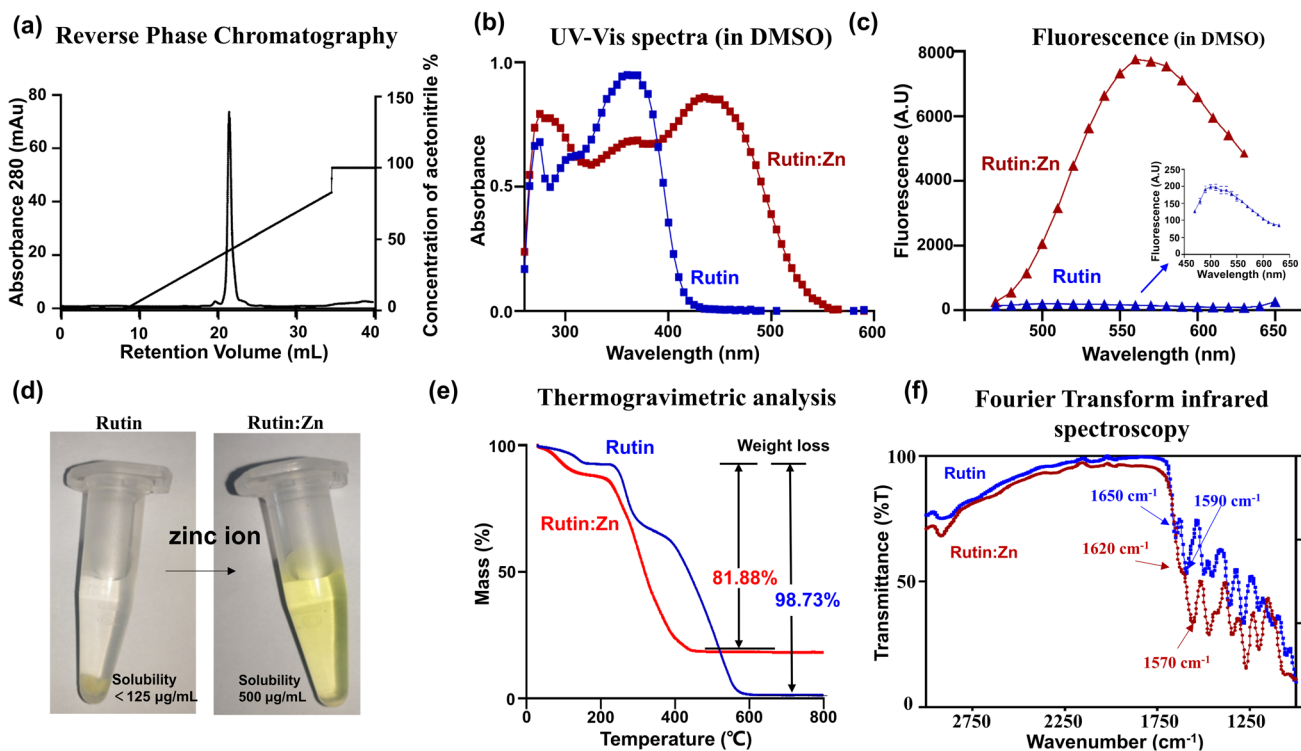 (a) Reverse Phase Chromatography
Absorbance 280 (mAu)
80
60
40
20
0
0
10
20
30
40
Retention Volume (mL)
150
100
50
0
Concentration of acetonitrile %
(b)
UV-Vis spectra (in DMSO)
Absorbance
1.0
0.5
0.0
300
400
500
600
Wavelength (nm)
Rutin:Zn
Rutin
(c)
Fluorescence (in DMSO)
Fluorescence (A.U)
8000
6000
4000
2000
0
500
550
600
650
Wavelength (nm)
Rutin:Zn
Rutin
Fluorescence (A.U
200
150
100
50
0
450
500
550
600
650
Wavelength (nm)
(d)
Rutin
Rutin:Zn
zinc ion
Solubility
<125 µg/mL
Solubility
500 µg/mL
(e)
Thermogravimetric analysis
Mass (%)
100
50
0
0
200
400
600
800
Temperature (℃)
Rutin
Rutin:Zn
Weight loss
81.88%
98.73%
(f)
Fourier Transform infrared
spectroscopy
Transmittance (%T)
100
50
0
2750
2250
1750
1250
Wavenumber (cm⁻¹)
Rutin
Rutin:Zn
1650 cm⁻¹
1590 cm⁻¹
1620 cm⁻¹
1570 cm⁻¹